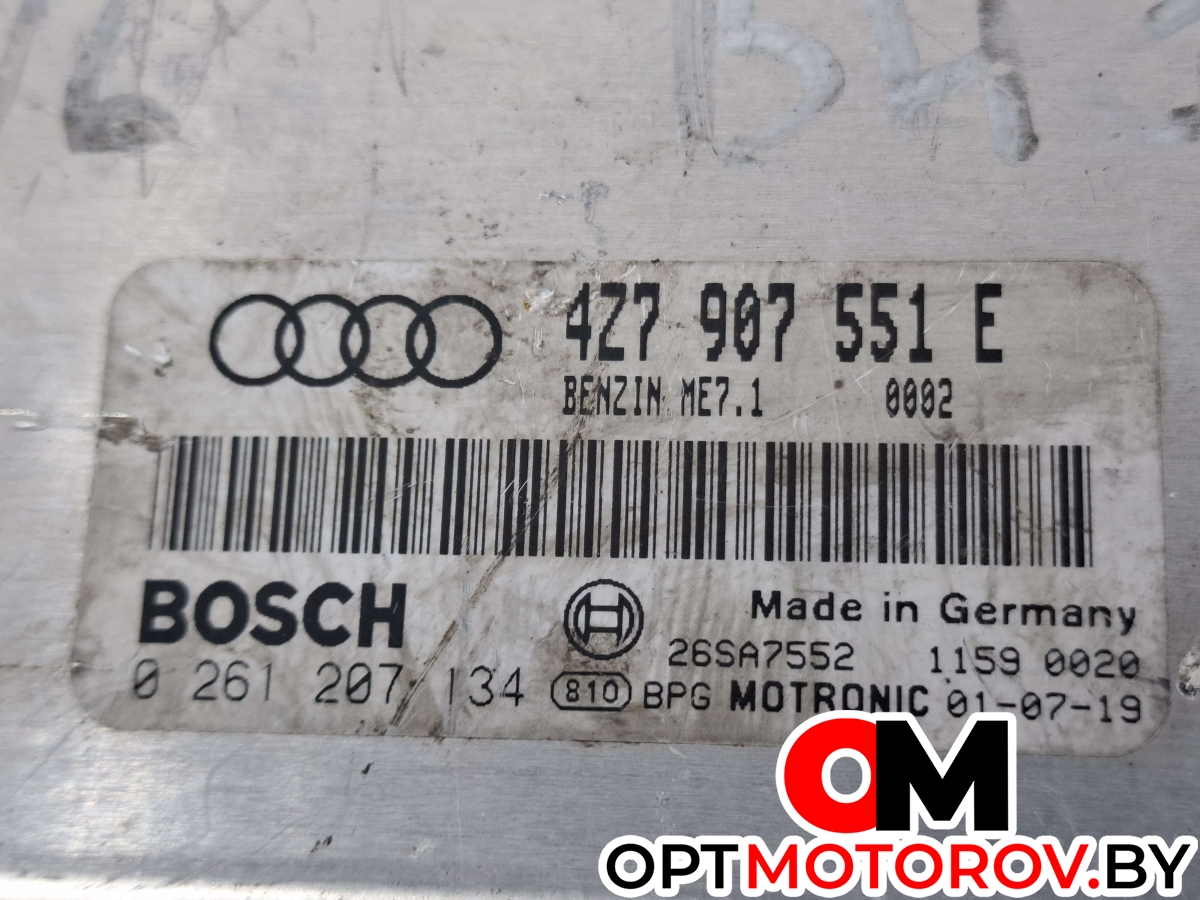 4Z7 907 551 E
BENZIN ME7.1 0002
BOSCH
Made in Germany
26SA7552 1159 0020
0 261 207 134 810 BPG MOTRONIC 01-07-19
OM
OPTMOTOROV.BY